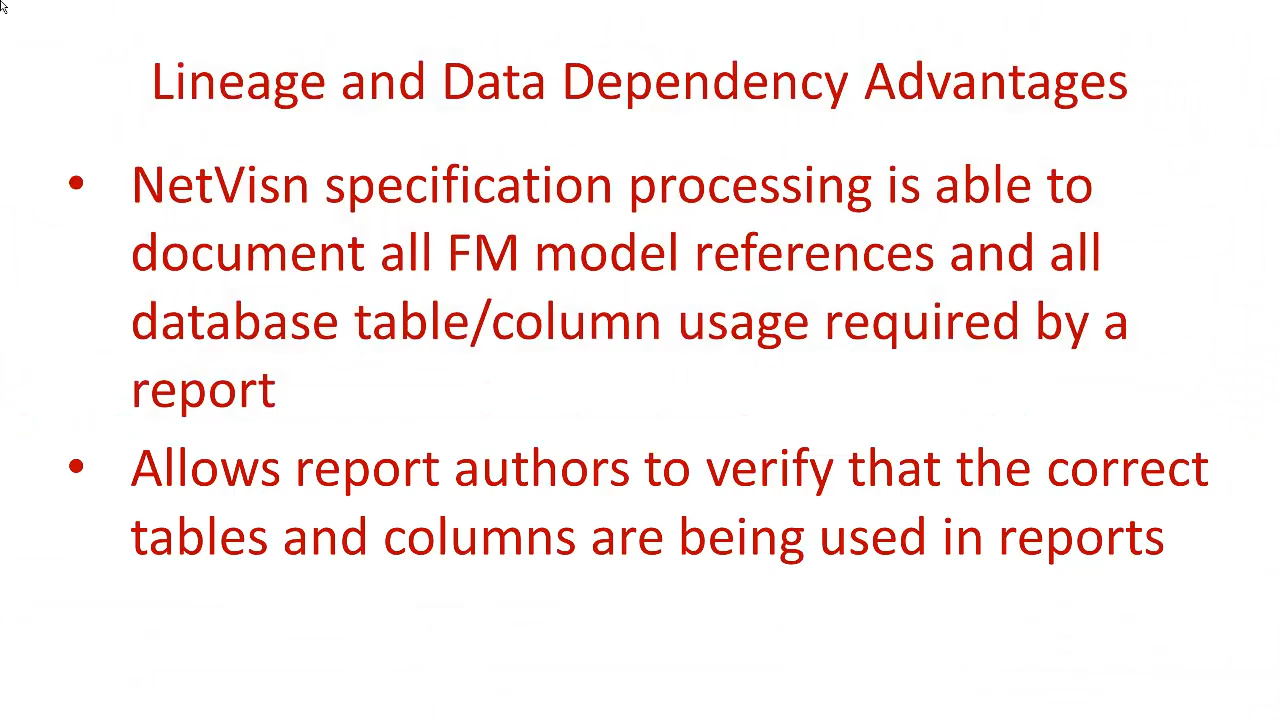 Lineage and Data Dependency Advantages
• NetVisn specification processing is able to
document all FM model references and all
database table/column usage required by a
report
• Allows report authors to verify that the correct
tables and columns are being used in reports